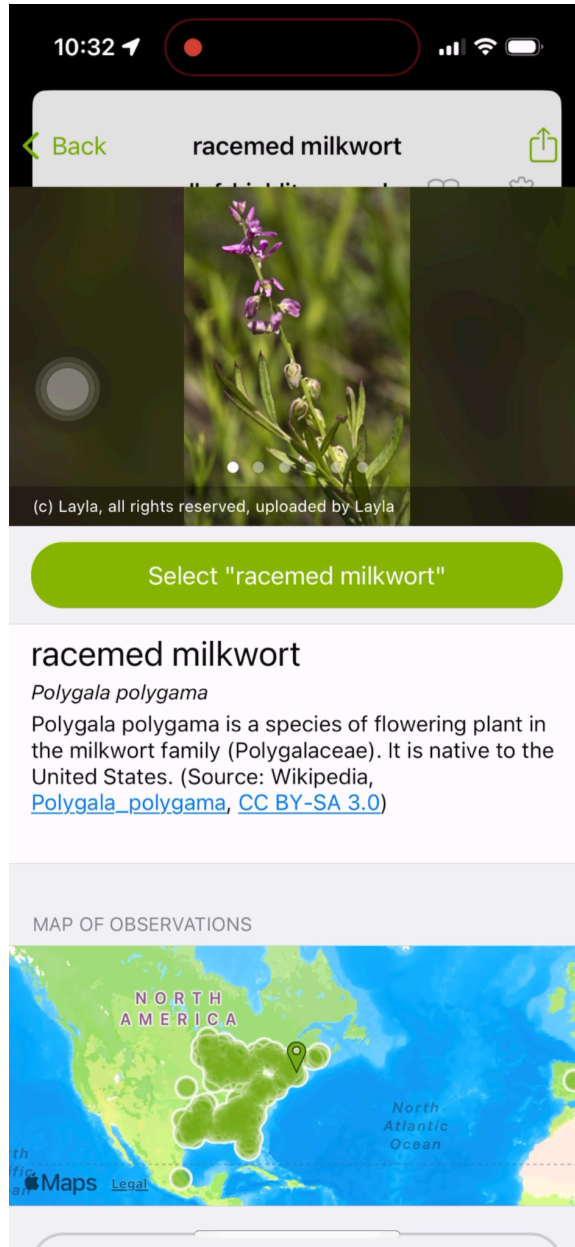 10:32
Back
racemed milkwort
(c) Layla, all rights reserved, uploaded by Layla
Select "racemed milkwort"
racemed milkwort
Polygala polygama
Polygala polygama is a species of flowering plant in
the milkwort family (Polygalaceae). It is native to the
United States. (Source: Wikipedia,
Polygala_polygama, CC BY-SA 3.0)
MAP OF OBSERVATIONS
NORTH
AMERICA
North
Atlantic
Ocean
Maps
Legal